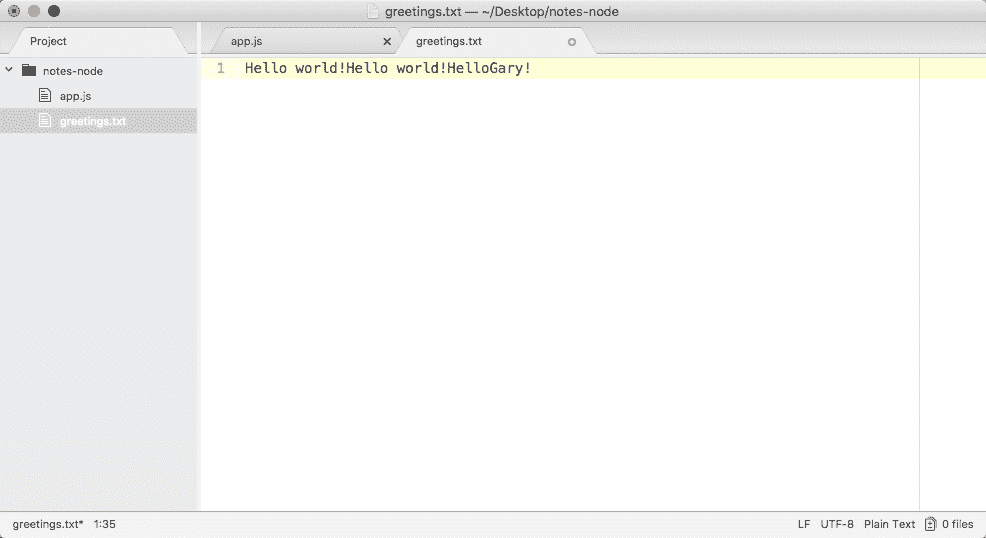 greetings.txt — ~/Desktop/notes-node
Project
app.js
greetings.txt
notes-node
app.js
greetings.txt
1 Hello world!Hello world!HelloGary!
greetings.txt* 1:35
LF UTF-8 Plain Text 0 files